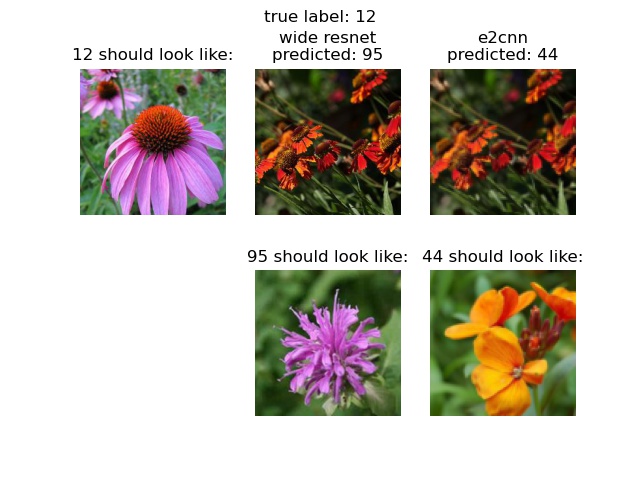 true label: 12
12 should look like:
wide resnet
predicted: 95
e2cnn
predicted: 44
95 should look like:
44 should look like: